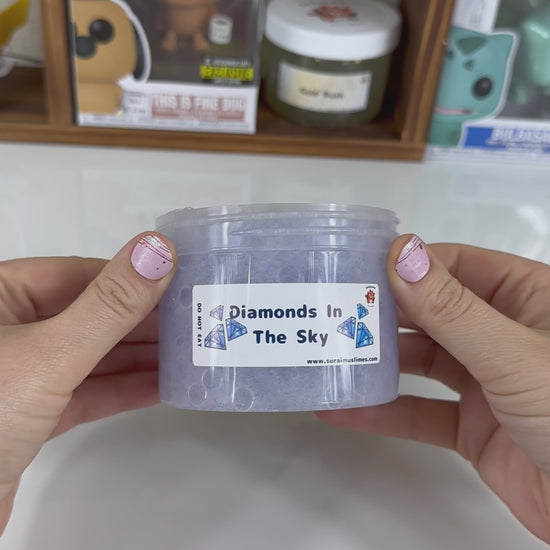 THIS IS FINE DOG
Diamonds In
The Sky
DO NOT EAT
www.suraimuslimes.com